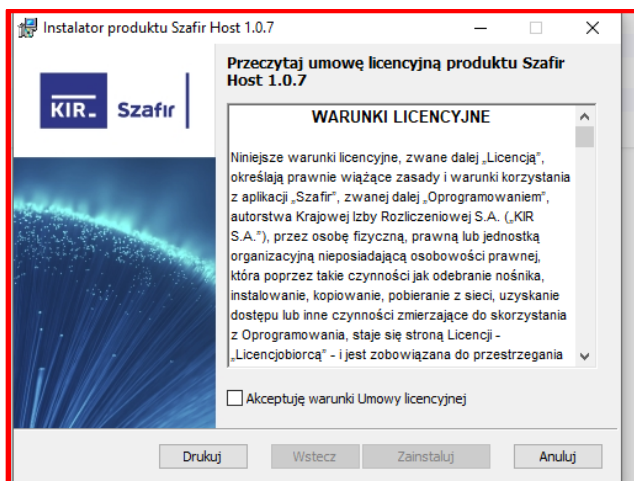 Instalator produktu Szafir Host 1.0.7
KIR Szafir
Przeczytaj umowę licencyjną produktu Szafir
Host 1.0.7
WARUNKI LICENCYJNE
Niniejsze warunki licencyjne, zwane dalej „Licencją”,
określają prawnie wiążące zasady i warunki korzystania
z aplikacji „Szafir”, zwanej dalej „Oprogramowaniem”,
autorstwa Krajowej Izby Rozliczeniowej S.A. („KIR
S.A.”), przez osobę fizyczną, prawną lub jednostką
organizacyjną nieposiadającą osobowości prawnej,
która poprzez takie czynności jak odebranie nośnika,
instalowanie, kopiowanie, pobieranie z sieci, uzyskanie
dostępu lub inne czynności zmierzające do skorzystania
z Oprogramowania, staje się stroną Licencji -
„Licencjobiorcą” - i jest zobowiązana do przestrzegania
Akceptuję warunki Umowy licencyjnej
Drukuj Wstecz Zainstaluj Anuluj